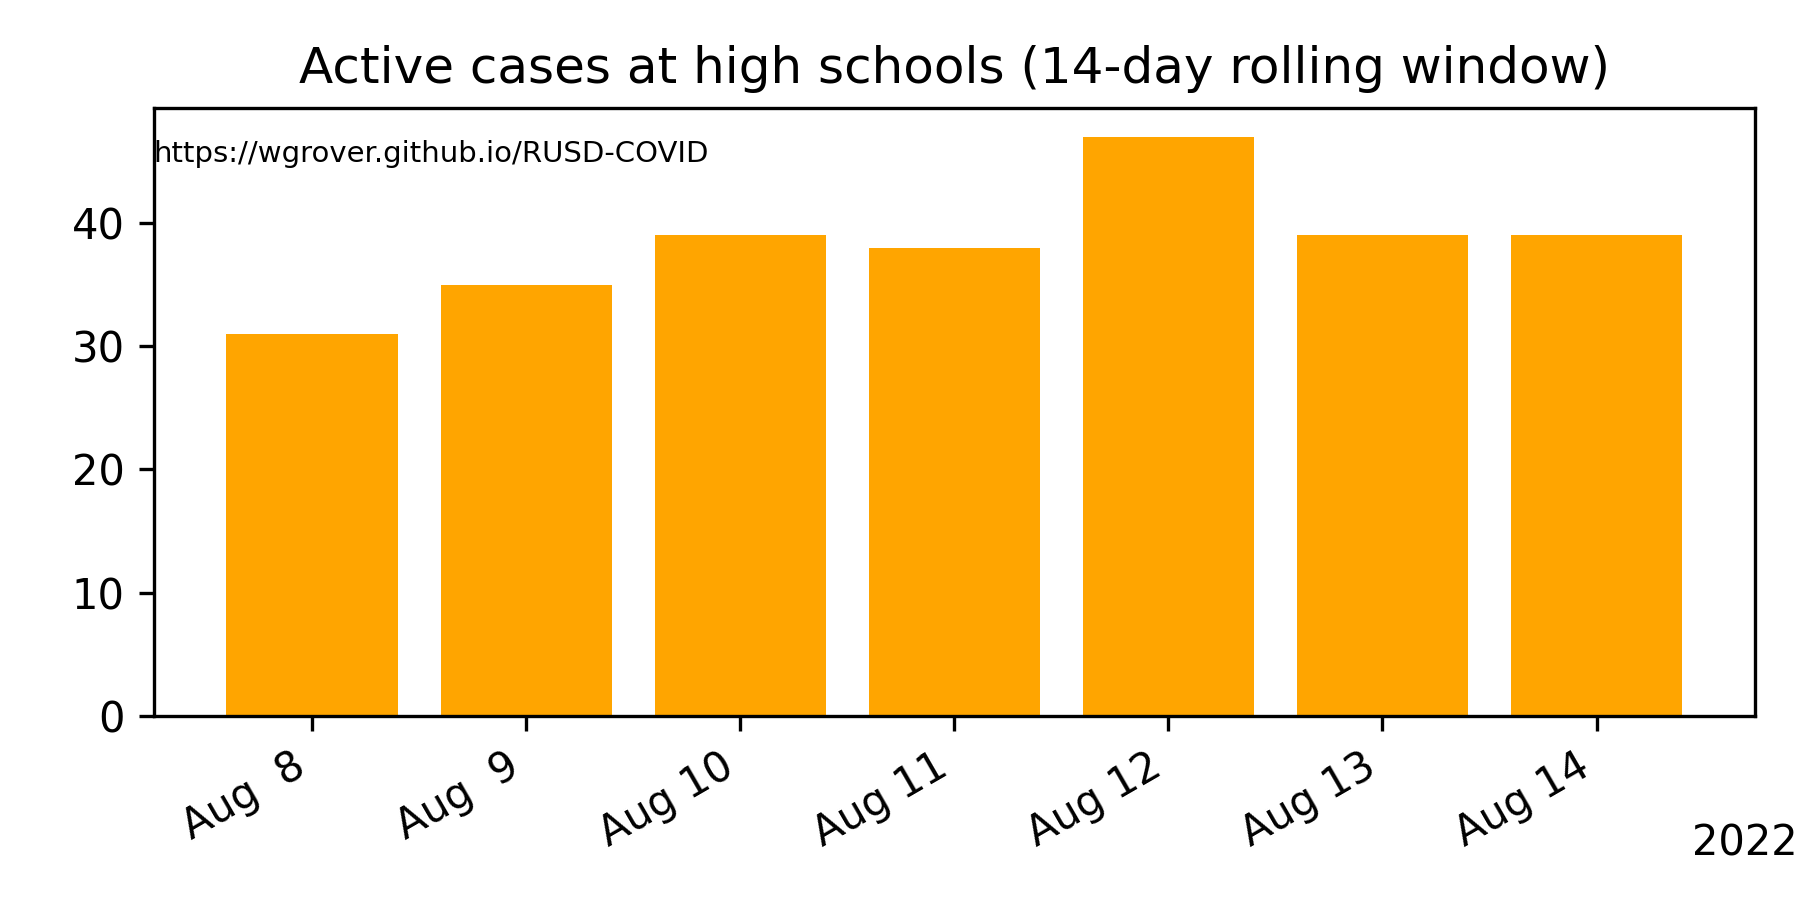 Active cases at high schools (14-day rolling window)
https://wgrover.github.io/RUSD-COVID
40
30
20
10
0
Aug 8
Aug 9
Aug 10
Aug 11
Aug 12
Aug 13
Aug 14
2022